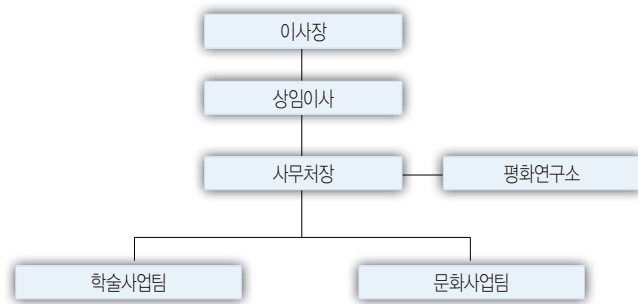 이사장
상임이사
사무처장
평화연구소
학술사업팀
문화사업팀